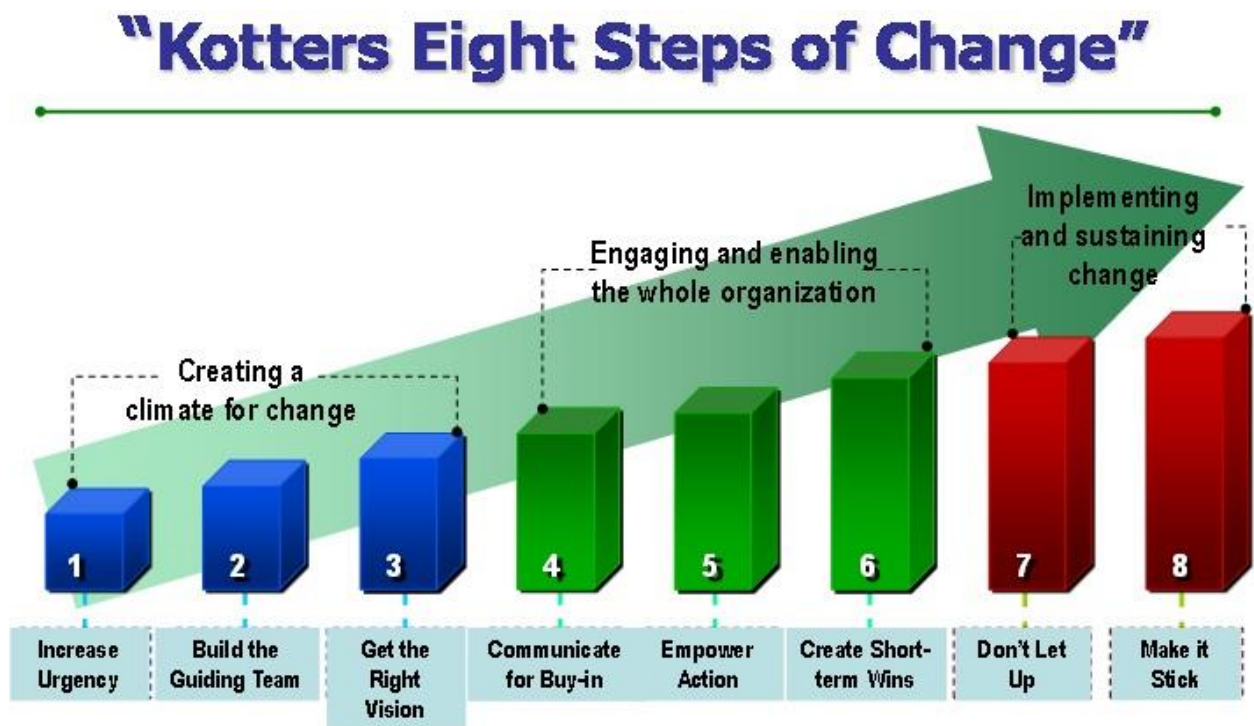 “Kotters Eight Steps of Change”
Implementing
and sustaining
change
Engaging and enabling
the whole organization
Creating a
climate for change
1
2
3
4
5
6
7
8
Increase
Urgency
Build the
Guiding Team
Get the
Right
Vision
Communicate
for Buy-in
Empower
Action
Create Short-
term Wins
Don’t Let
Up
Make it
Stick